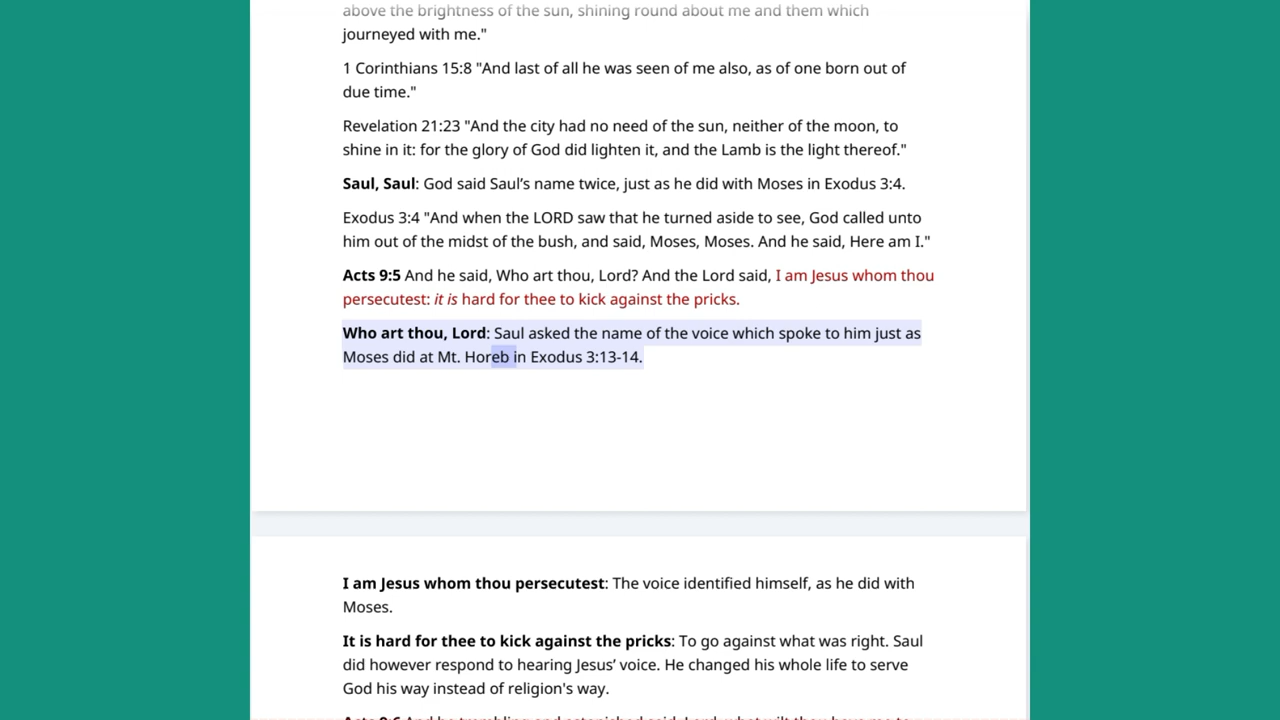 above the brightness of the sun, shining round about me and them which
journeyed with me."
1 Corinthians 15:8 "And last of all he was seen of me also, as of one born out of
due time."
Revelation 21:23 "And the city had no need of the sun, neither of the moon, to
shine in it: for the glory of God did lighten it, and the Lamb is the light thereof."
Saul, Saul: God said Saul’s name twice, just as he did with Moses in Exodus 3:4.
Exodus 3:4 "And when the LORD saw that he turned aside to see, God called unto
him out of the midst of the bush, and said, Moses, Moses. And he said, Here am I."
Acts 9:5 And he said, Who art thou, Lord? And the Lord said, I am Jesus whom thou
persecutest: it is hard for thee to kick against the pricks.
Who art thou, Lord: Saul asked the name of the voice which spoke to him just as
Moses did at Mt. Horeb in Exodus 3:13-14.
I am Jesus whom thou persecutest: The voice identified himself, as he did with
Moses.
It is hard for thee to kick against the pricks: To go against what was right. Saul
did however respond to hearing Jesus’ voice. He changed his whole life to serve
God his way instead of religion's way.